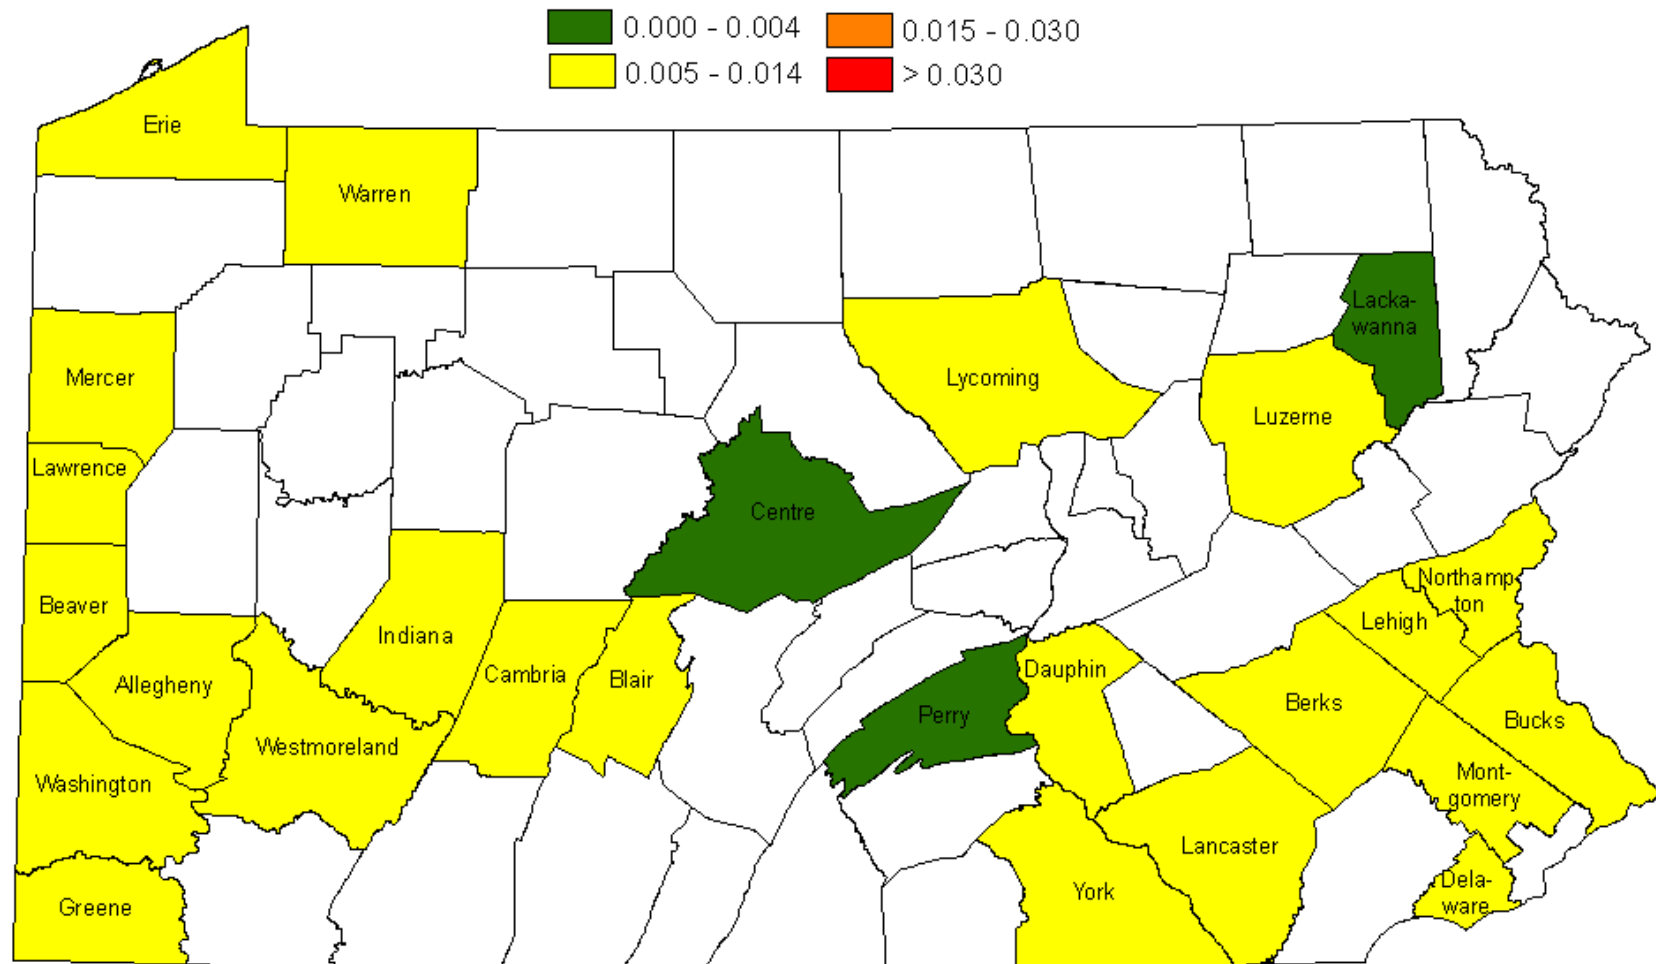 0.000 - 0.004
0.015 - 0.030
0.005 - 0.014
> 0.030
Erie
Warren
Lacka-
wanna
Mercer
Lycoming
Luzerne
Lawrence
Centre
Northamp
ton
Beaver
Indiana
Lehigh
Allegheny
Cambria
Blair
Dauphin
Perry
Berks
Bucks
Westmoreland
Washington
Mont-
gomery
Lancaster
Greene
York
Dela-
ware